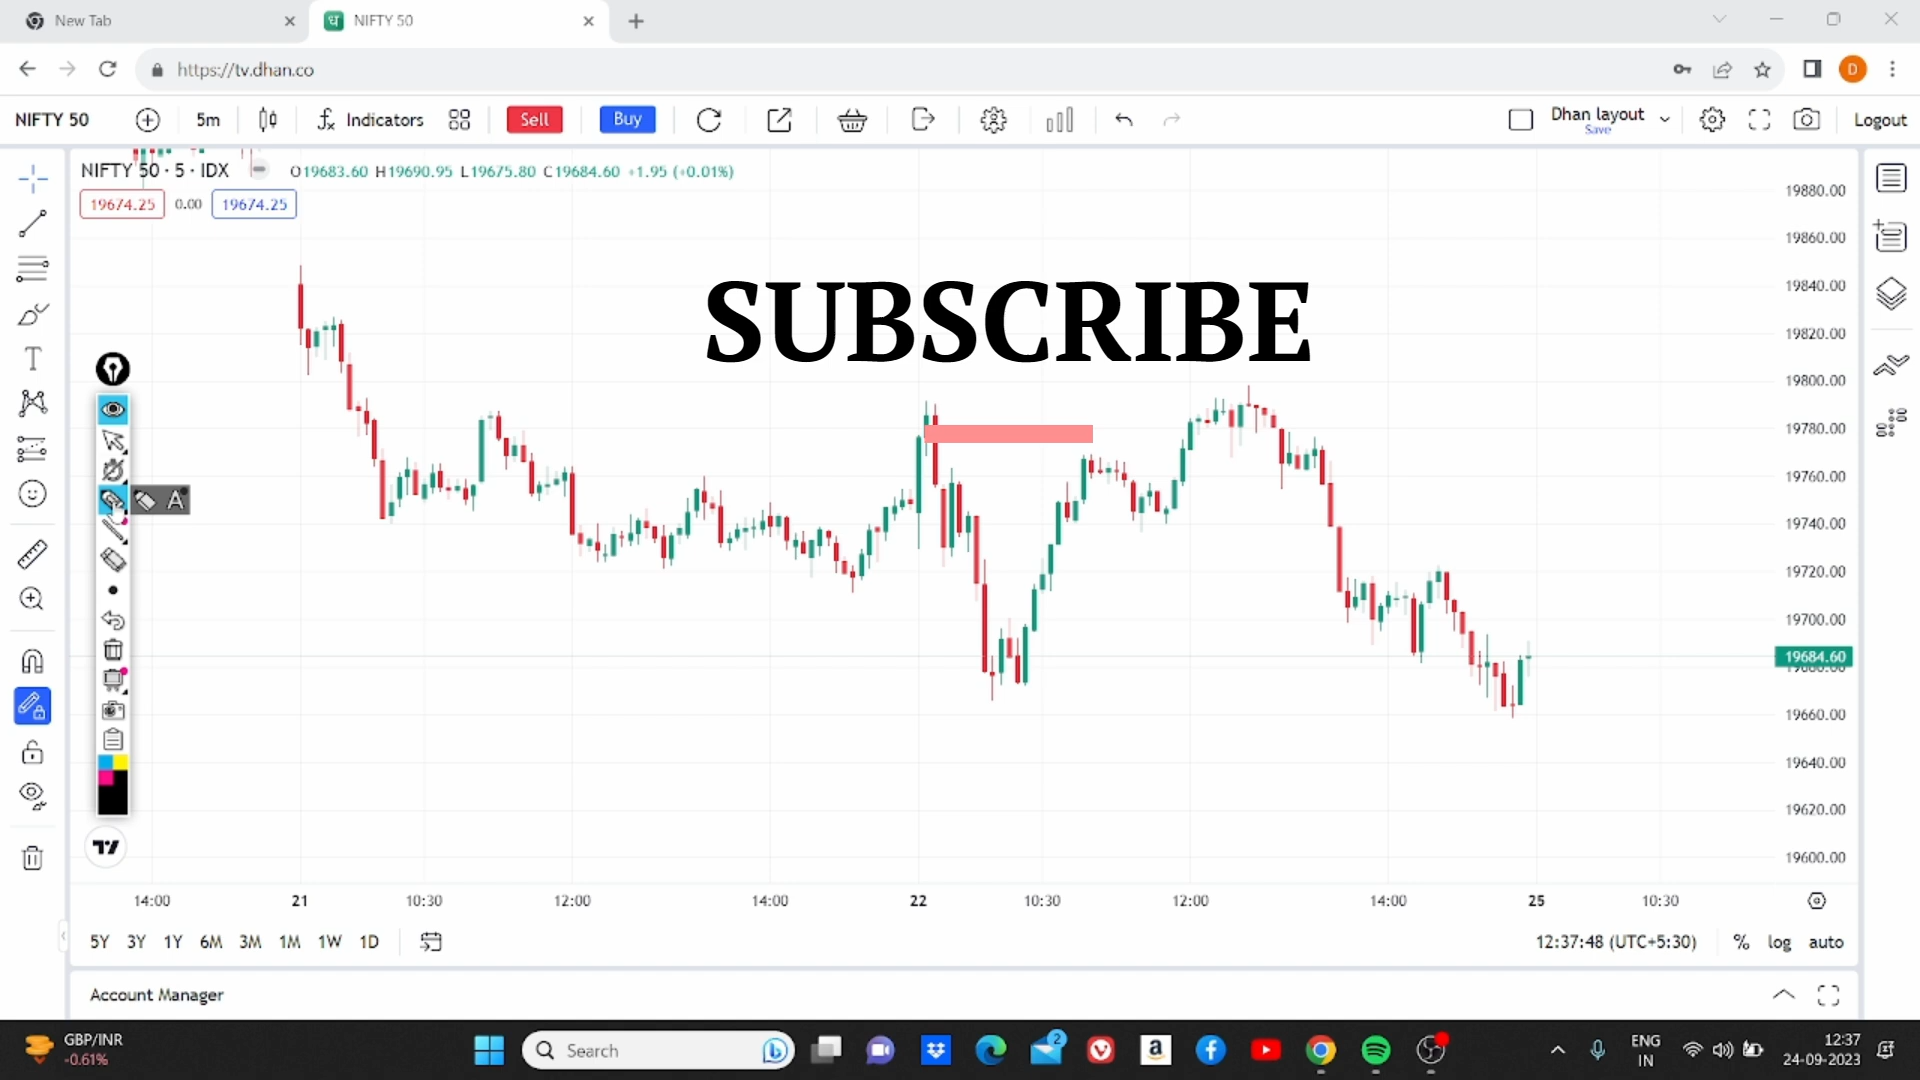 New Tab
NIFTY 50
https://tv.dhan.co
D
NIFTY 50 5m Indicators Sell Buy Dhan layout Logout
Save
NIFTY 50 · 5 · IDX O19683.60 H19690.95 L19675.80 C19684.60 +1.95 (+0.01%)
19674.25 0.00 19674.25
SUBSCRIBE
19880.00
19860.00
19840.00
19820.00
19800.00
19780.00
19760.00
19740.00
19720.00
19700.00
19684.60
19680.00
19660.00
19640.00
19620.00
19600.00
T
A
14:00 21 10:30 12:00 14:00 22 10:30 12:00 14:00 25 10:30
5Y 3Y 1Y 6M 3M 1M 1W 1D 12:37:48 (UTC+5:30) % log auto
Account Manager
GBP/INR
-0.61%
Search
2
a
ENG
IN
12:37
24-09-2023